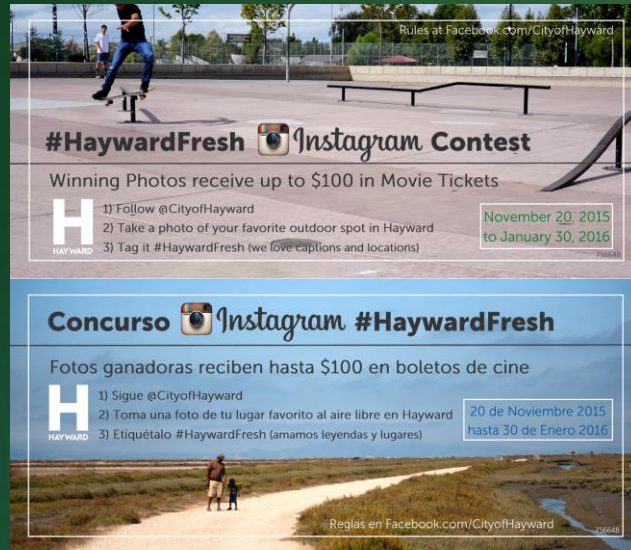 Rules at Facebook.com/CityofHayward
#HaywardFresh Instagram Contest
Winning Photos receive up to $100 in Movie Tickets
H
HAYWARD
1) Follow @CityofHayward
2) Take a photo of your favorite outdoor spot in Hayward
3) Tag it #HaywardFresh (we love captions and locations)
November 20, 2015
to January 30, 2016
756648
Concurso Instagram #HaywardFresh
Fotos ganadoras reciben hasta $100 en boletos de cine
H
HAYWARD
1) Sigue @CityofHayward
2) Toma una foto de tu lugar favorito al aire libre en Hayward
3) Etiquétalo #HaywardFresh (amamos leyendas y lugares)
20 de Noviembre 2015
hasta 30 de Enero 2016
Reglas en Facebook.com/CityofHayward
756648